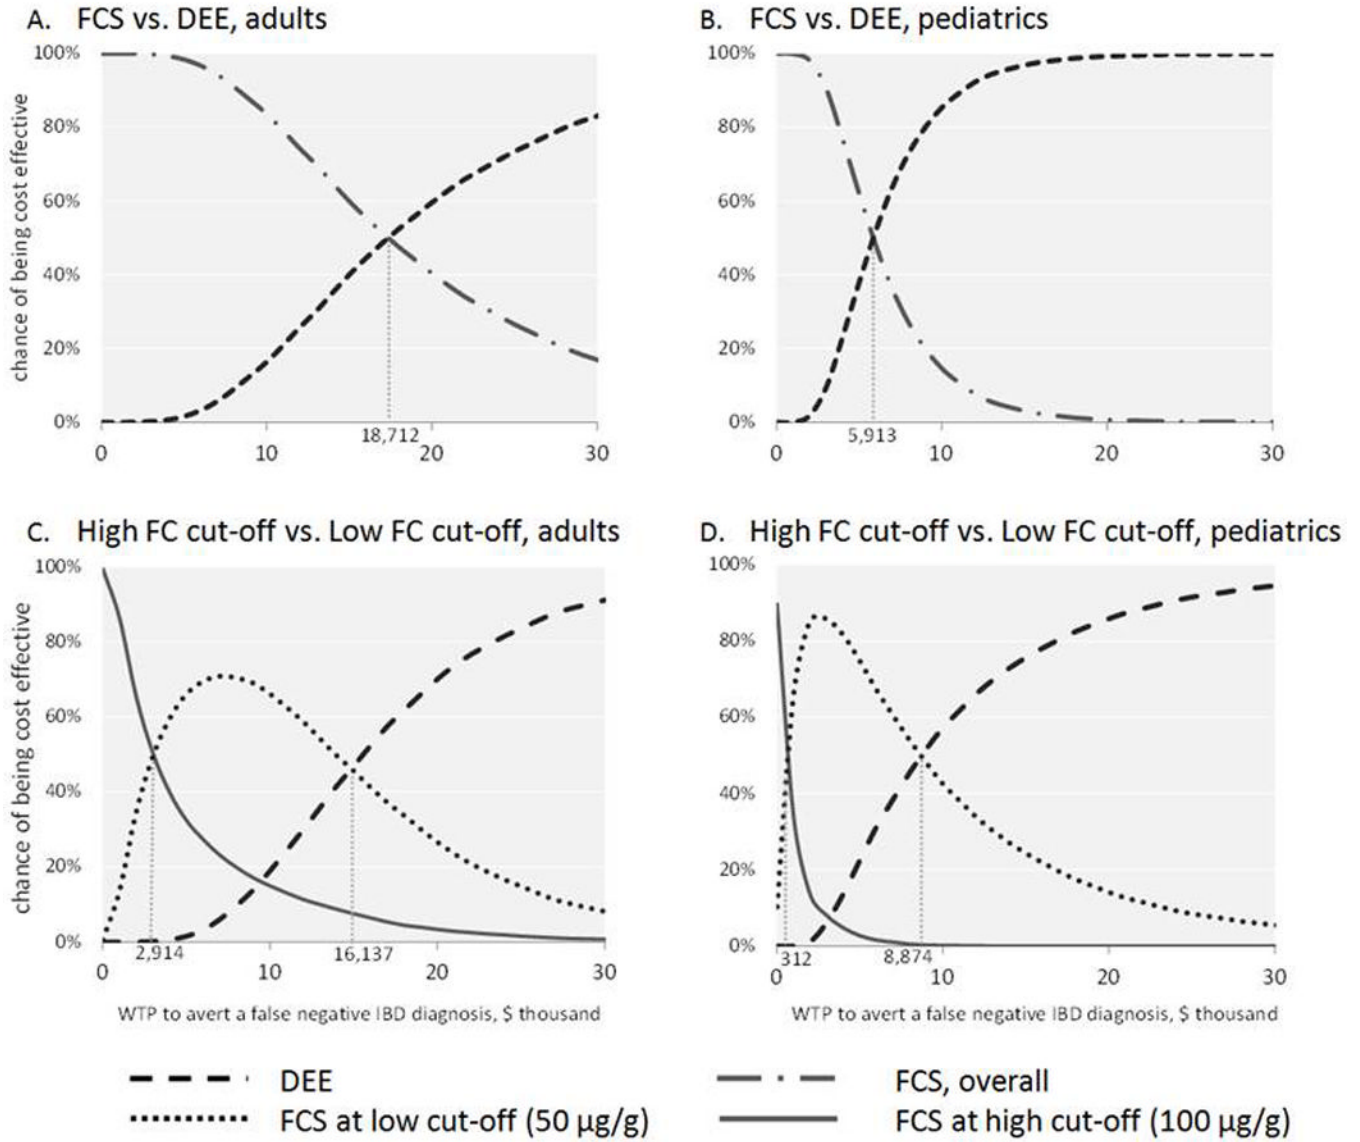 A. FCS vs. DEE, adults
chance of being cost effective
100%
80%
60%
40%
20%
0%
18,712
0 10 20 30
B. FCS vs. DEE, pediatrics
100%
80%
60%
40%
20%
0%
5,913
0 10 20 30
C. High FC cut-off vs. Low FC cut-off, adults
chance of being cost effective
100%
80%
60%
40%
20%
0%
2,914 16,137
0 10 20 30
WTP to avert a false negative IBD diagnosis, $ thousand
D. High FC cut-off vs. Low FC cut-off, pediatrics
100%
80%
60%
40%
20%
0%
312 8,874
0 10 20 30
WTP to avert a false negative IBD diagnosis, $ thousand
DEE
FCS at low cut-off (50 µg/g)
FCS, overall
FCS at high cut-off (100 µg/g)